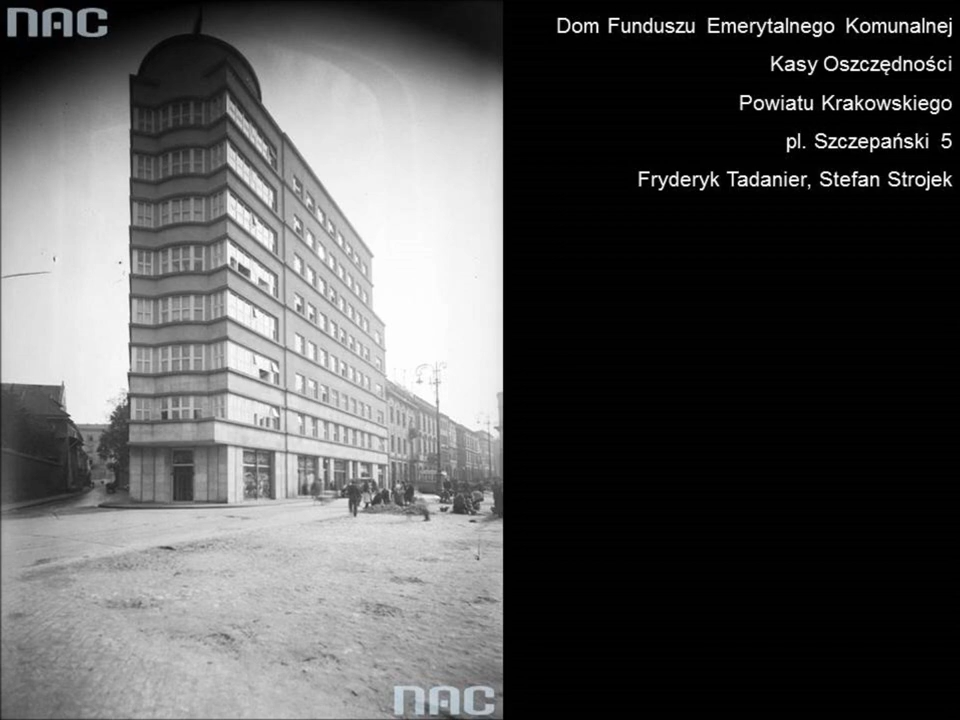 NAC
Dom Funduszu Emerytalnego Komunalnej
Kasy Oszczędności
Powiatu Krakowskiego
pl. Szczepański 5
Fryderyk Tadanier, Stefan Strojek
NAC